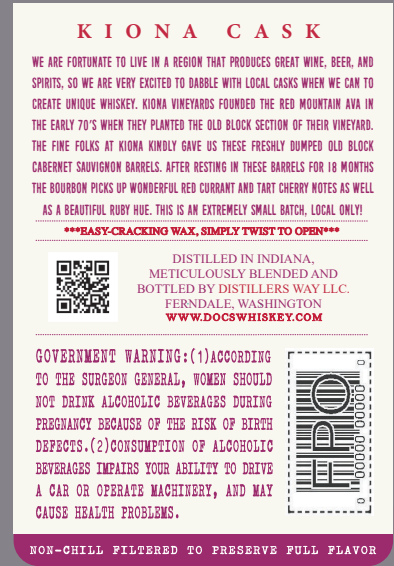 KIONA CASK
WE ARE FORTUNATE TO LIVE IN A REGION THAT PRODUCES GREAT WINE, BEER, AND
SPIRITS, SO WE ARE VERY EXCITED TO DABBLE WITH LOCAL CASKS WHEN WE CAN TO
CREATE UNIQUE WHISKEY. KIONA VINEYARDS FOUNDED THE RED MOUNTAIN AVA IN
THE EARLY 70'S WHEN THEY PLANTED THE OLD BLOCK SECTION OF THEIR VINEYARD.
THE FINE FOLKS AT KIONA KINDLY GAVE US THESE FRESHLY DUMPED OLD BLOCK
CABERNET SAUVIGNON BARRELS. AFTER RESTING IN THESE BARRELS FOR 18 MONTHS
THE BOURBON PICKS UP WONDERFUL RED CURRANT AND TART CHERRY NOTES AS WELL
AS A BEAUTIFUL RUBY HUE. THIS IS AN EXTREMELY SMALL BATCH, LOCAL ONLY!
***EASY-CRACKING WAX, SIMPLY TWIST TO OPEN***
DISTILLED IN INDIANA,
METICULOUSLY BLENDED AND
BOTTLED BY DISTILLERS WAY LLC.
FERNDALE, WASHINGTON
WWW.DOCSWHISKEY.COM
GOVERNMENT WARNING:(1)ACCORDING
TO THE SURGEON GENERAL, WOMEN SHOULD
NOT DRINK ALCOHOLIC BEVERAGES DURING
PREGNANCY BECAUSE OF THE RISK OF BIRTH
DEFECTS.(2)CONSUMPTION OF ALCOHOLIC
BEVERAGES IMPAIRS YOUR ABILITY TO DRIVE
A CAR OR OPERATE MACHINERY, AND MAY
CAUSE HEALTH PROBLEMS.
FPO
0 00000 00000 0
NON-CHILL FILTERED TO PRESERVE FULL FLAVOR